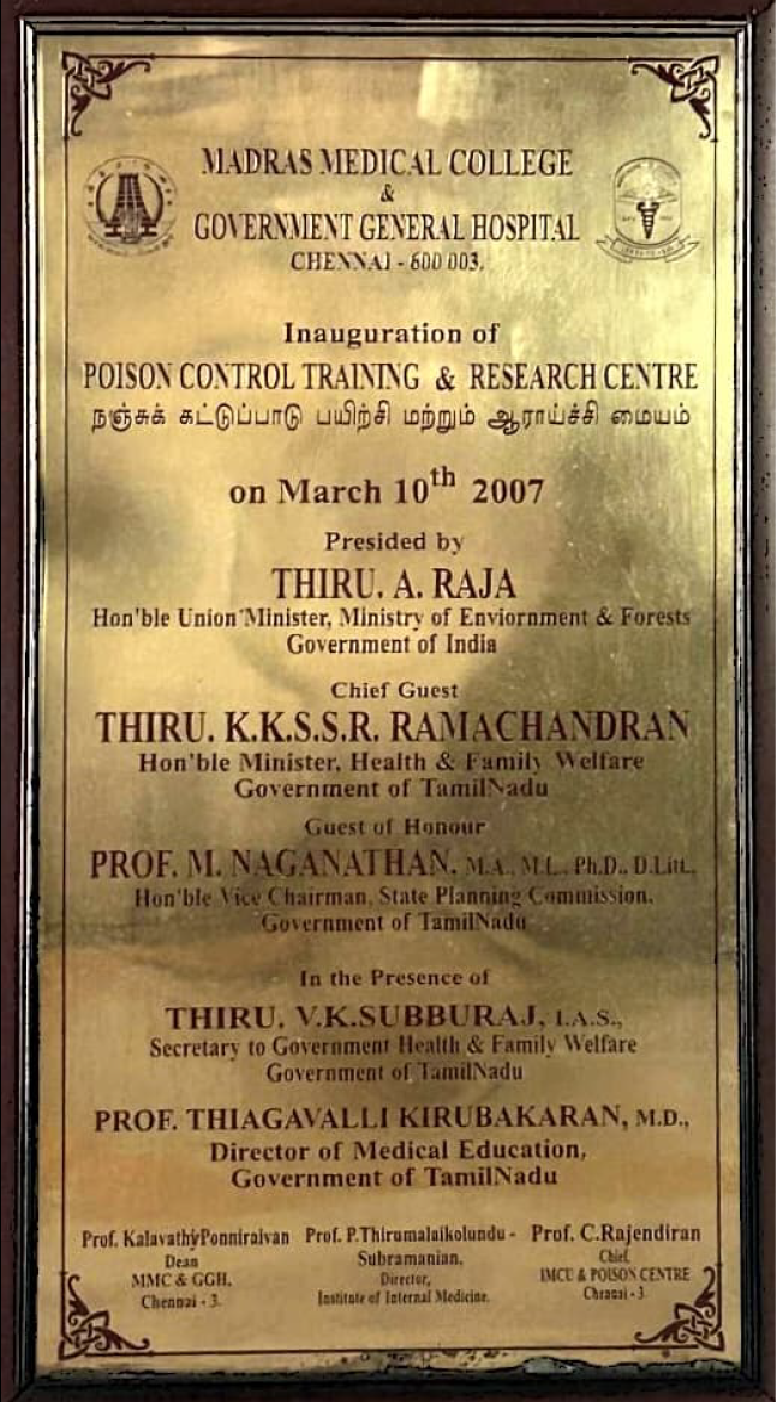 MADRAS MEDICAL COLLEGE
&
GOVERNMENT GENERAL HOSPITAL
CHENNAI - 600 003.
Inauguration of
POISON CONTROL TRAINING & RESEARCH CENTRE
நஞ்சுக் கட்டுப்பாடு பயிற்சி மற்றும் ஆராய்ச்சி மையம்
on March 10th 2007
Presided by
THIRU. A. RAJA
Hon'ble Union Minister, Ministry of Enviornment & Forests
Government of India
Chief Guest
THIRU. K.K.S.S.R. RAMACHANDRAN
Hon'ble Minister, Health & Family Welfare
Government of TamilNadu
Guest of Honour
PROF. M. NAGANATHAN, M.A., M.L., Ph.D., D.Litt.,
Hon'ble Vice Chairman, State Planning Commission,
Government of TamilNadu
In the Presence of
THIRU. V.K.SUBBURAJ, I.A.S.,
Secretary to Government Health & Family Welfare
Government of TamilNadu
PROF. THIAGAVALLI KIRUBAKARAN, M.D.,
Director of Medical Education,
Government of TamilNadu
Prof. Kalavathy Ponniraivan
Dean
MMC & GGH,
Chennai - 3.
Prof. P.Thirumalaikolundu -
Subramanian,
Director,
Institute of Internal Medicine.
Prof. C.Rajendiran
Chief,
IMCU & POISON CENTRE
Chennai - 3